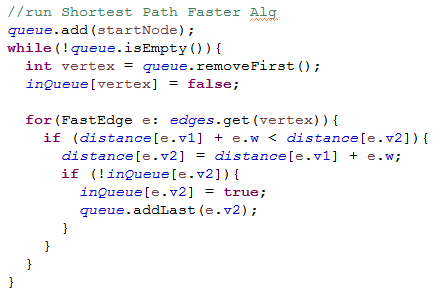 //run Shortest Path Faster Alg
queue.add(startNode);
while(!queue.isEmpty()){
  int vertex = queue.removeFirst();
  inQueue[vertex] = false;

  for(FastEdge e: edges.get(vertex)){
    if (distance[e.v1] + e.w < distance[e.v2]){
      distance[e.v2] = distance[e.v1] + e.w;
      if (!inQueue[e.v2]){
        inQueue[e.v2] = true;
        queue.addLast(e.v2);
      }
    }
  }
}